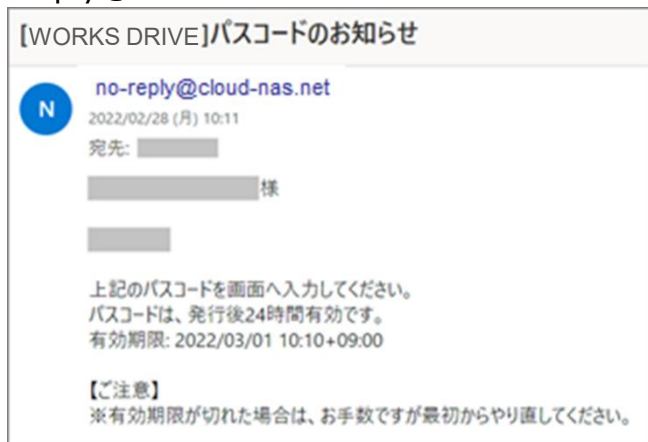 [WORKS DRIVE]パスコードのお知らせ
N
no-reply@cloud-nas.net
2022/02/28 (月) 10:11
宛先:
様
上記のパスコードを画面へ入力してください。
パスコードは、発行後24時間有効です。
有効期限: 2022/03/01 10:10+09:00
【ご注意】
※有効期限が切れた場合は、お手数ですが最初からやり直してください。